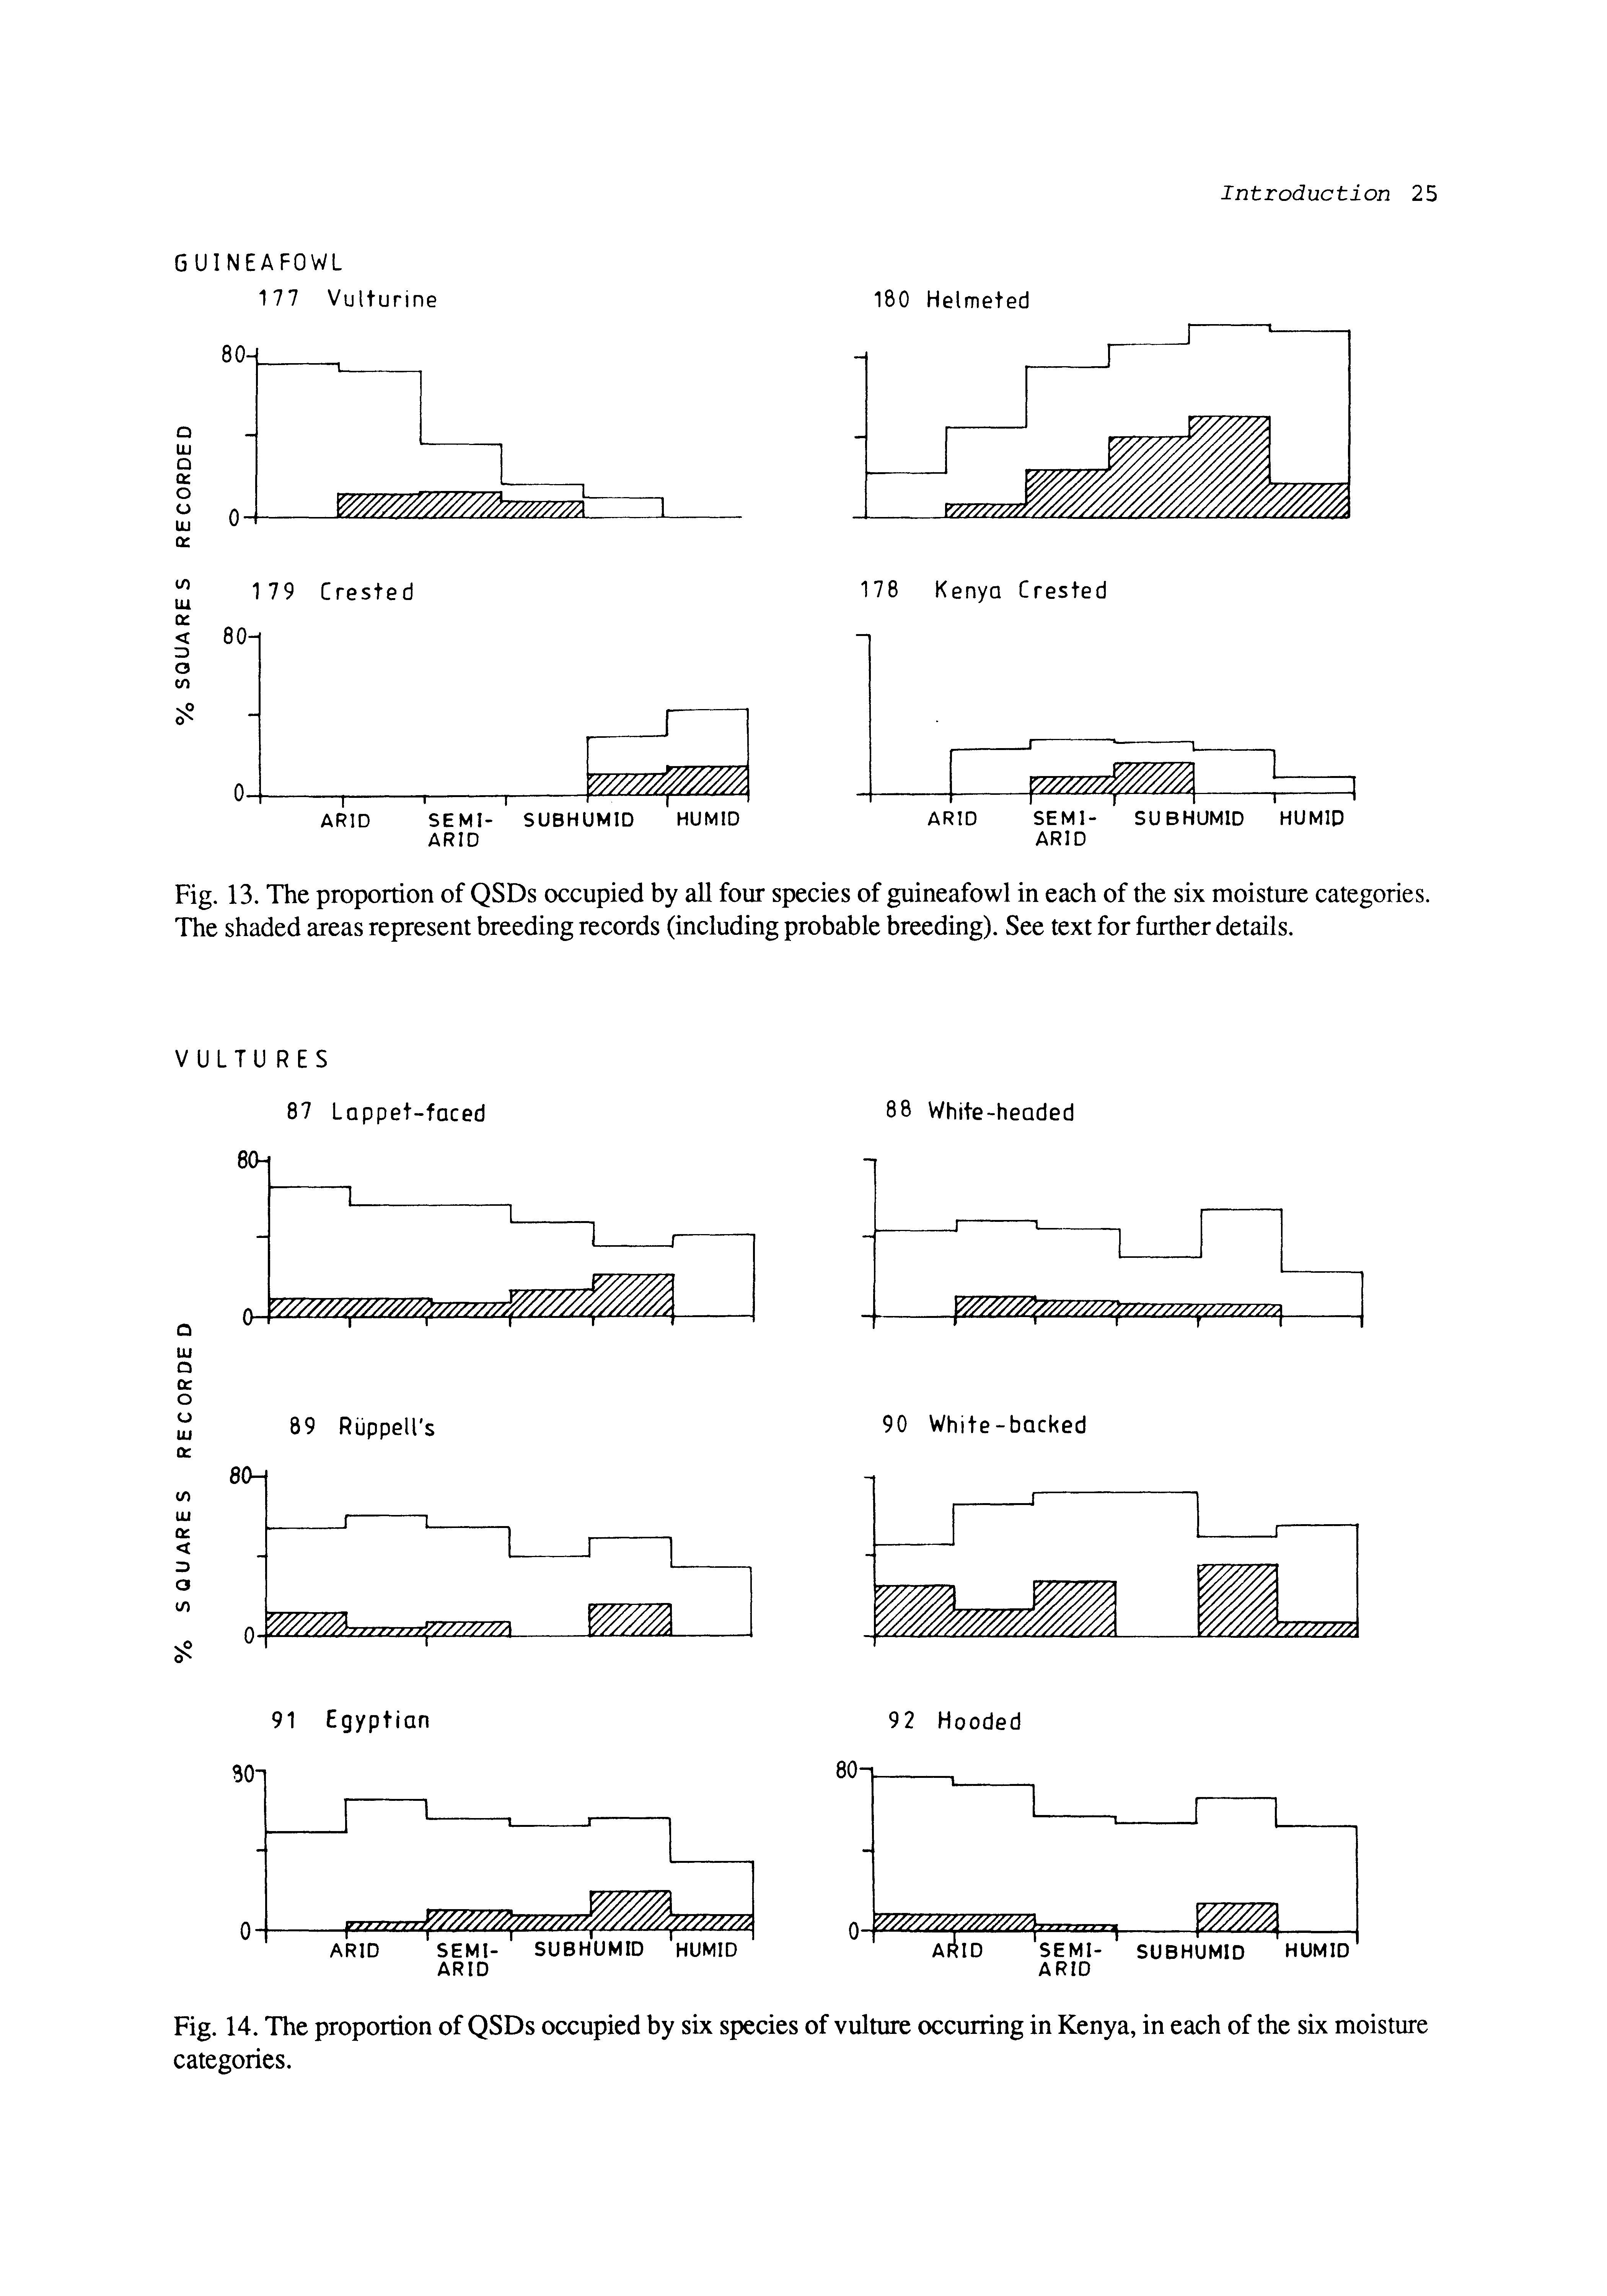 Introduction 25
GUINEAFOWL
177 Vulturine
180 Helmeted
80
0
% SQUARES RECORDED
179 Crested
178 Kenya Crested
80
0
ARID SEMI- SUBHUMID HUMID
ARID
ARID SEMI- SUBHUMID HUMID
ARID
Fig. 13. The proportion of QSDs occupied by all four species of guineafowl in each of the six moisture categories.
The shaded areas represent breeding records (including probable breeding). See text for further details.
VULTURES
87 Lappet-faced
88 White-headed
80
0
% SQUARES RECORDED
89 Rüppell's
90 White-backed
80
0
91 Egyptian
92 Hooded
80
0
80
0
ARID SEMI- SUBHUMID HUMID
ARID
ARID SEMI- SUBHUMID HUMID
ARID
Fig. 14. The proportion of QSDs occupied by six species of vulture occurring in Kenya, in each of the six moisture
categories.